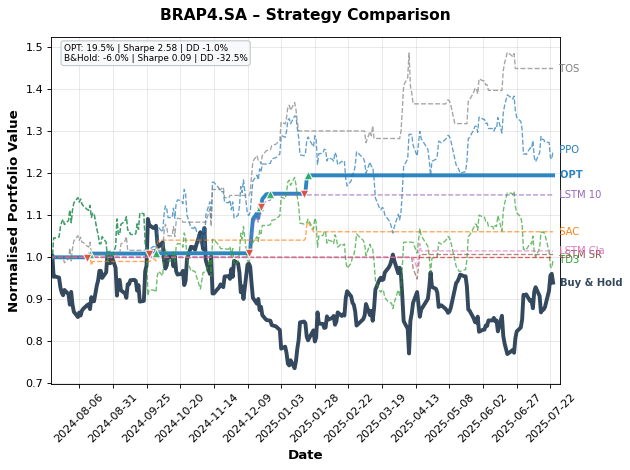 BRAP4.SA – Strategy Comparison
OPT: 19.5% | Sharpe 2.58 | DD -1.0%
B&Hold: -6.0% | Sharpe 0.09 | DD -32.5%
Normalised Portfolio Value
1.5
1.4
1.3
1.2
1.1
1.0
0.9
0.8
0.7
TOS
PPO
OPT
LSTM 10
SAC
LSTM Cla
LSTM SR
TD3
Buy & Hold
2024-08-06
2024-08-31
2024-09-25
2024-10-20
2024-11-14
2024-12-09
2025-01-03
2025-01-28
2025-02-22
2025-03-19
2025-04-13
2025-05-08
2025-06-02
2025-06-27
2025-07-22
Date